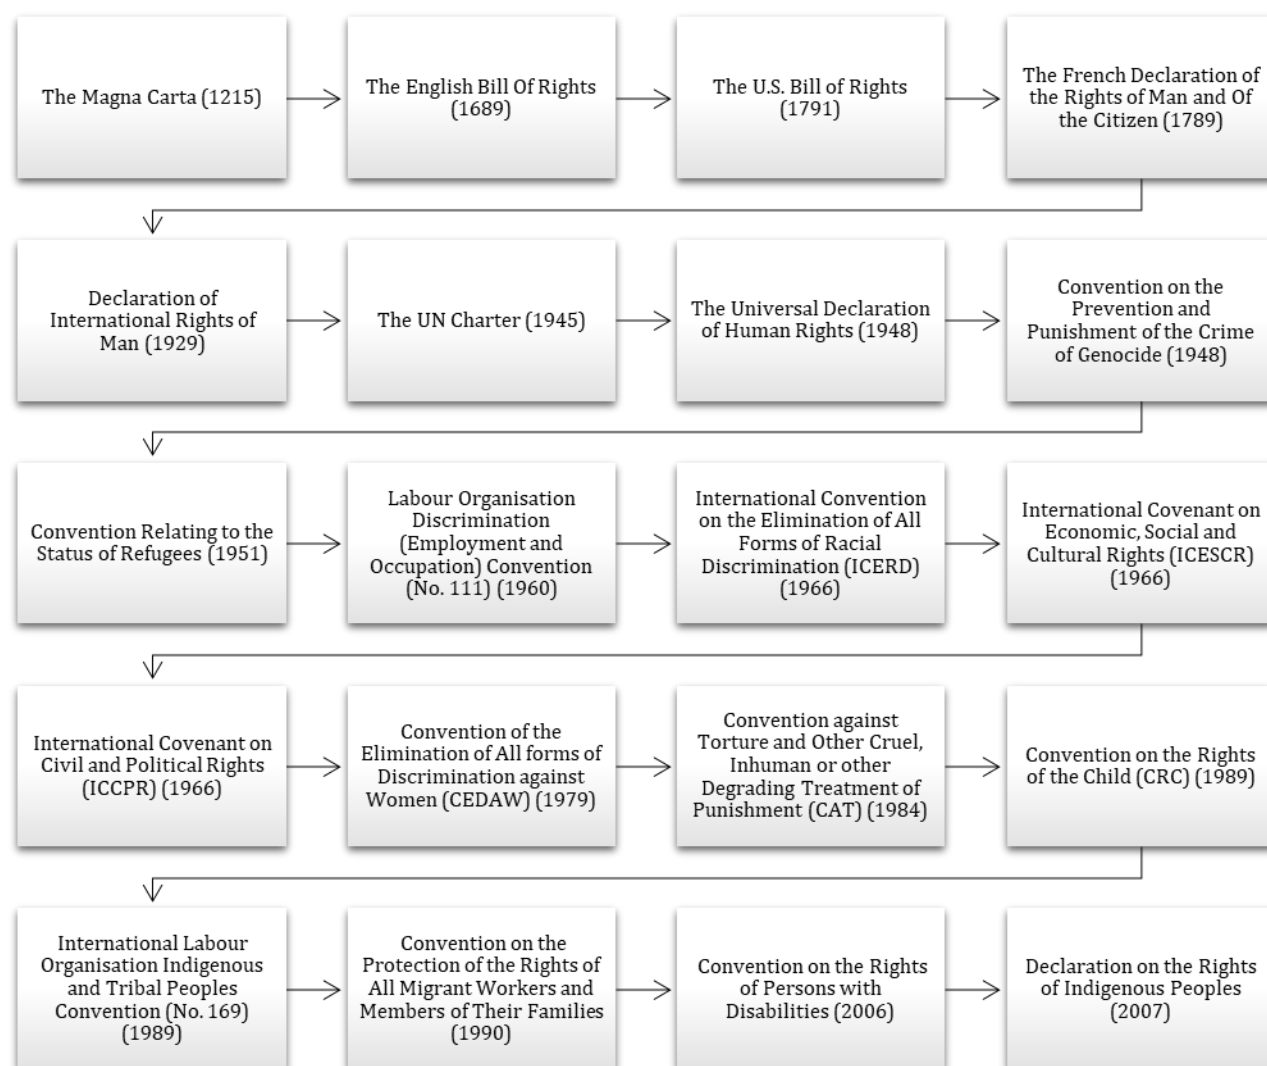 The Magna Carta (1215)
The English Bill Of Rights
(1689)
The U.S. Bill of Rights
(1791)
The French Declaration of
the Rights of Man and Of
the Citizen (1789)
Declaration of
International Rights of
Man (1929)
The UN Charter (1945)
The Universal Declaration
of Human Rights (1948)
Convention on the
Prevention and
Punishment of the Crime
of Genocide (1948)
Convention Relating to the
Status of Refugees (1951)
Labour Organisation
Discrimination
(Employment and
Occupation) Convention
(No. 111) (1960)
International Convention
on the Elimination of All
Forms of Racial
Discrimination (ICERD)
(1966)
International Covenant on
Economic, Social and
Cultural Rights (ICESCR)
(1966)
International Covenant on
Civil and Political Rights
(ICCPR) (1966)
Convention of the
Elimination of All forms of
Discrimination against
Women (CEDAW) (1979)
Convention against
Torture and Other Cruel,
Inhuman or other
Degrading Treatment of
Punishment (CAT) (1984)
Convention on the Rights
of the Child (CRC) (1989)
International Labour
Organisation Indigenous
and Tribal Peoples
Convention (No. 169)
(1989)
Convention on the
Protection of the Rights of
All Migrant Workers and
Members of Their Families
(1990)
Convention on the Rights
of Persons with
Disabilities (2006)
Declaration on the Rights
of Indigenous Peoples
(2007)